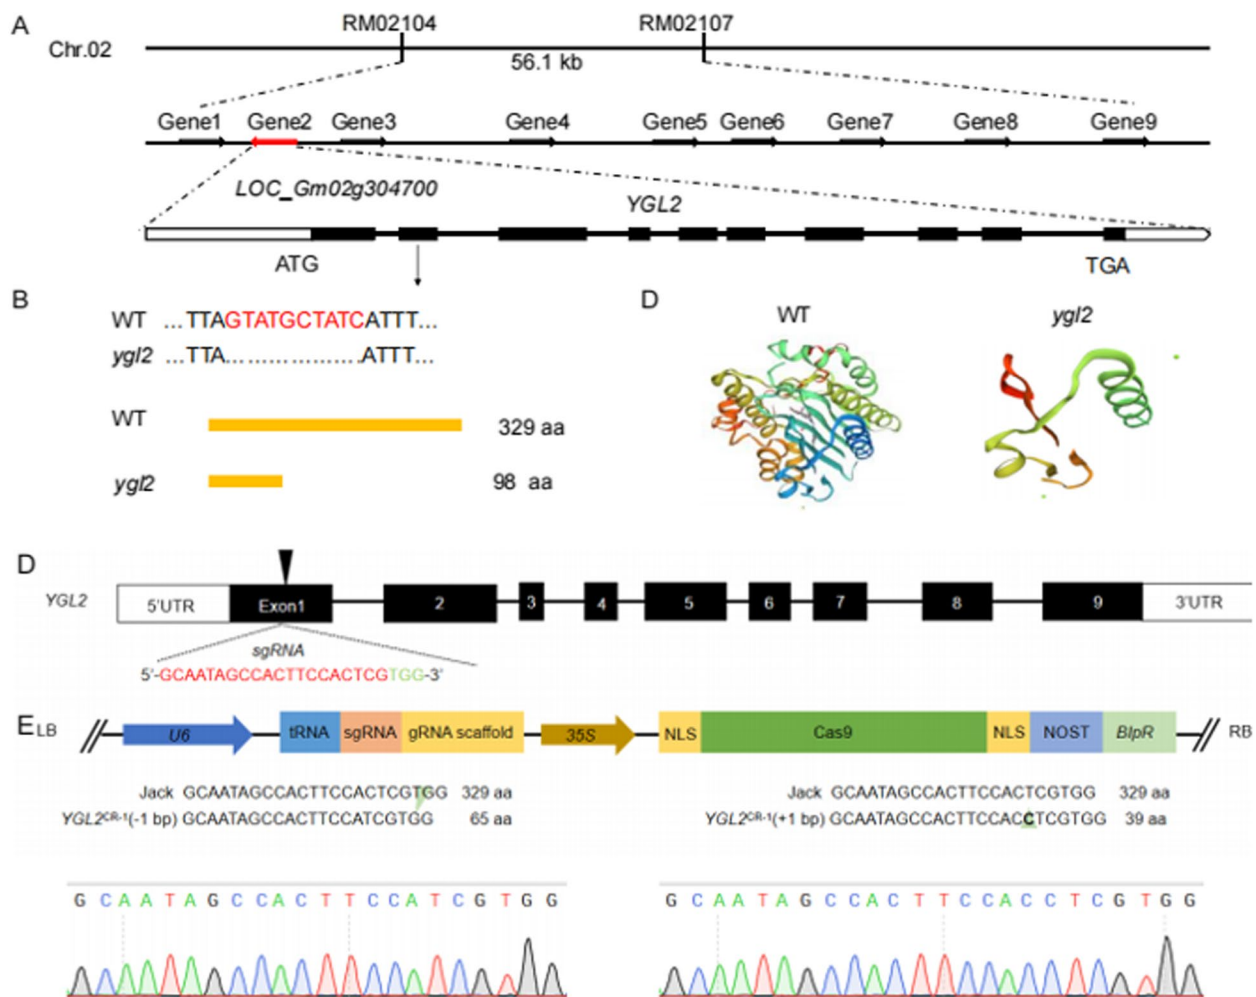 A
RM02104 RM02107
Chr.02
56.1 kb
Gene1 Gene2 Gene3 Gene4 Gene5 Gene6 Gene7 Gene8 Gene9
LOC_Gm02g304700
YGL2
ATG TGA
B D
WT ...TTAGTATGCTATCATTT...
ygl2 ...TTA..................ATTT...
WT ygl2
WT 329 aa
ygl2 98 aa
D
YGL2 5'UTR Exon1 2 3 4 5 6 7 8 9 3'UTR
sgRNA
5'-GCAATAGCCACTTCCACTCGTGG-3'
E LB U6 tRNA sgRNA gRNA scaffold 35S NLS Cas9 NLS NOST BlpR RB
Jack GCAATAGCCACTTCCACTCGTGG 329 aa Jack GCAATAGCCACTTCCACTCGTGG 329 aa
YGL2CR-1(-1 bp) GCAATAGCCACTTCCATCGTGG 65 aa YGL2CR-1(+1 bp) GCAATAGCCACTTCCACCTCGTGG 39 aa
G C A A T A G C C A C T T C C A T C G T G G G C A A T A G C C A C T T C C A C C T C G T G G